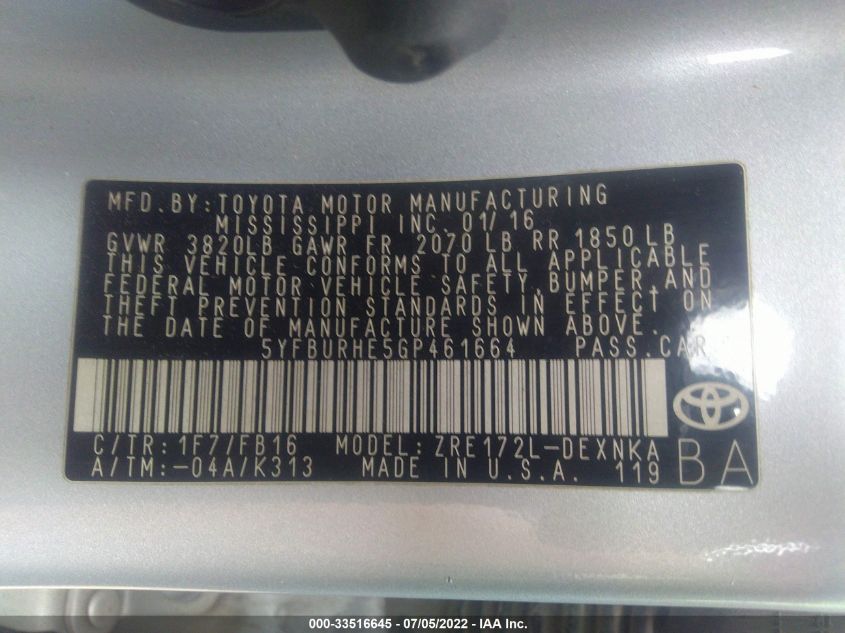 MFD.BY:TOYOTA MOTOR MANUFACTURING
MISSISSIPPI INC. 01/16
GVWR 3820LB GAWR FR 2070 LB RR 1850 LB
THIS VEHICLE CONFORMS TO ALL APPLICABLE
FEDERAL MOTOR VEHICLE SAFETY,BUMPER,AND
THEFT PREVENTION STANDARDS IN EFFECT ON
THE DATE OF MANUFACTURE SHOWN ABOVE.
5YFBURHE5GP461664 PASS.CAR
C/TR:1F7/FB16 MODEL:ZRE172L-DEXNKA
A/TM:-04A/K313 MADE IN U.S.A. 119
BA
000-33516645 / 07/05/2022 - IAA Inc.